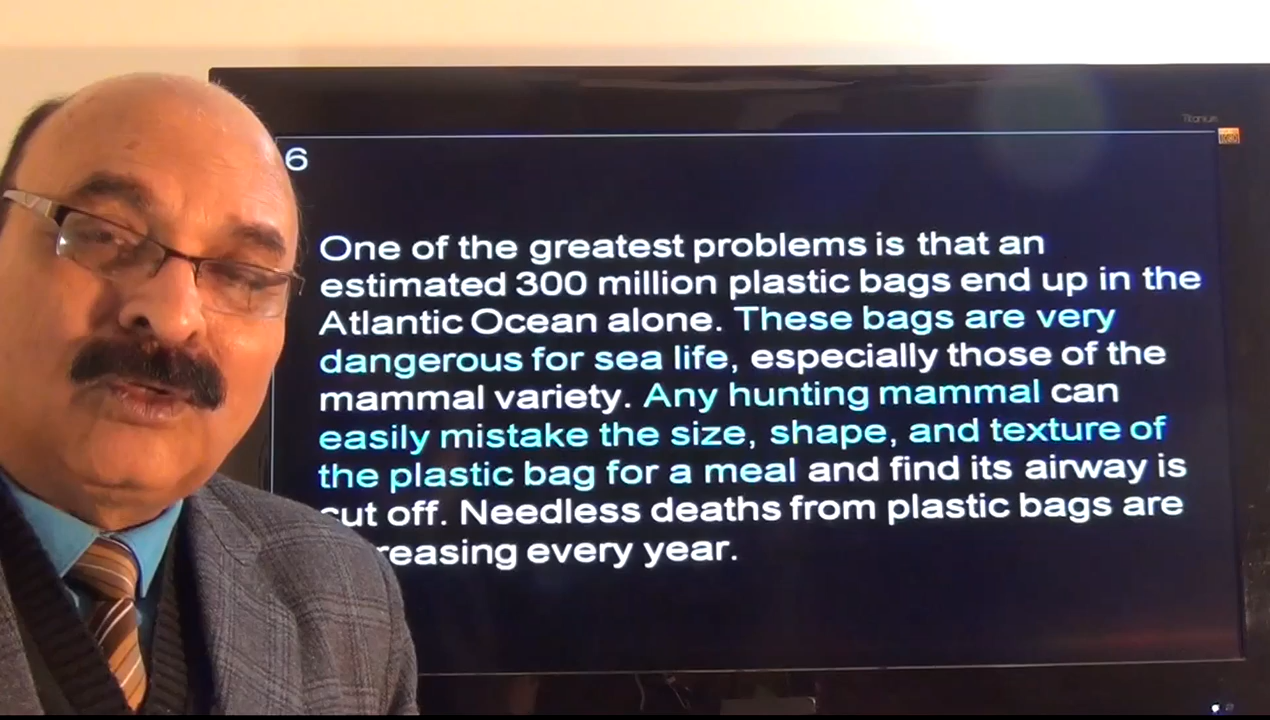 Titanium
6
One of the greatest problems is that an
estimated 300 million plastic bags end up in the
Atlantic Ocean alone. These bags are very
dangerous for sea life, especially those of the
mammal variety. Any hunting mammal can
easily mistake the size, shape, and texture of
the plastic bag for a meal and find its airway is
cut off. Needless deaths from plastic bags are
reasing every year.